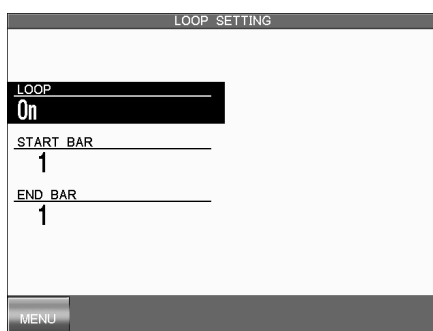 LOOP SETTING
LOOP
On
START BAR
1
END BAR
1
MENU